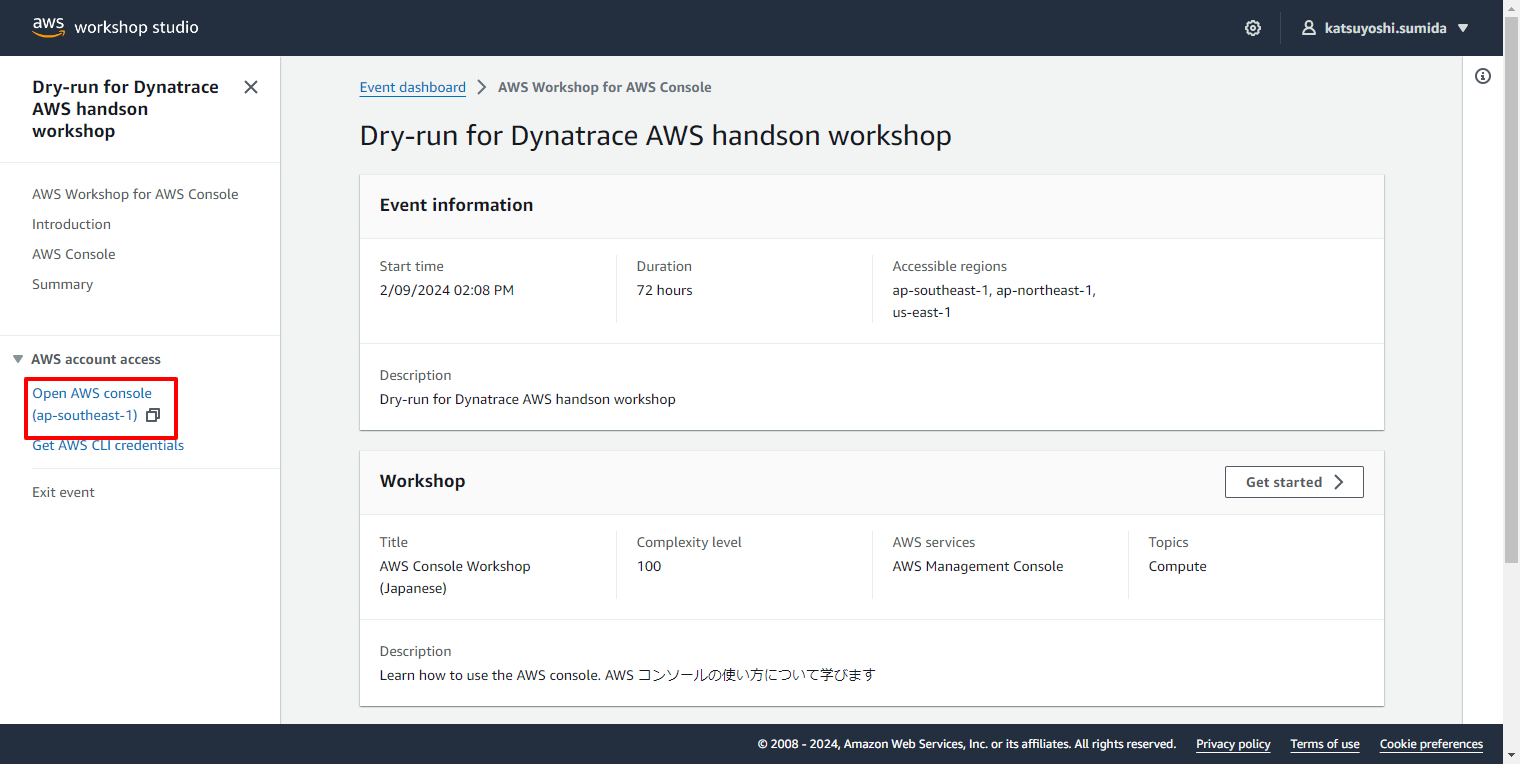 aws workshop studio
katsuyoshi.sumida
Dry-run for Dynatrace
AWS handson
workshop
AWS Workshop for AWS Console
Introduction
AWS Console
Summary
AWS account access
Open AWS console
(ap-southeast-1)
Get AWS CLI credentials
Exit event
Event dashboard
AWS Workshop for AWS Console
Dry-run for Dynatrace AWS handson workshop
Event information
Start time
2/09/2024 02:08 PM
Duration
72 hours
Accessible regions
ap-southeast-1, ap-northeast-1,
us-east-1
Description
Dry-run for Dynatrace AWS handson workshop
Workshop
Get started
Title
AWS Console Workshop
(Japanese)
Complexity level
100
AWS services
AWS Management Console
Topics
Compute
Description
Learn how to use the AWS console. AWS コンソールの使い方について学びます
© 2008 - 2024, Amazon Web Services, Inc. or its affiliates. All rights reserved.
Privacy policy
Terms of use
Cookie preferences